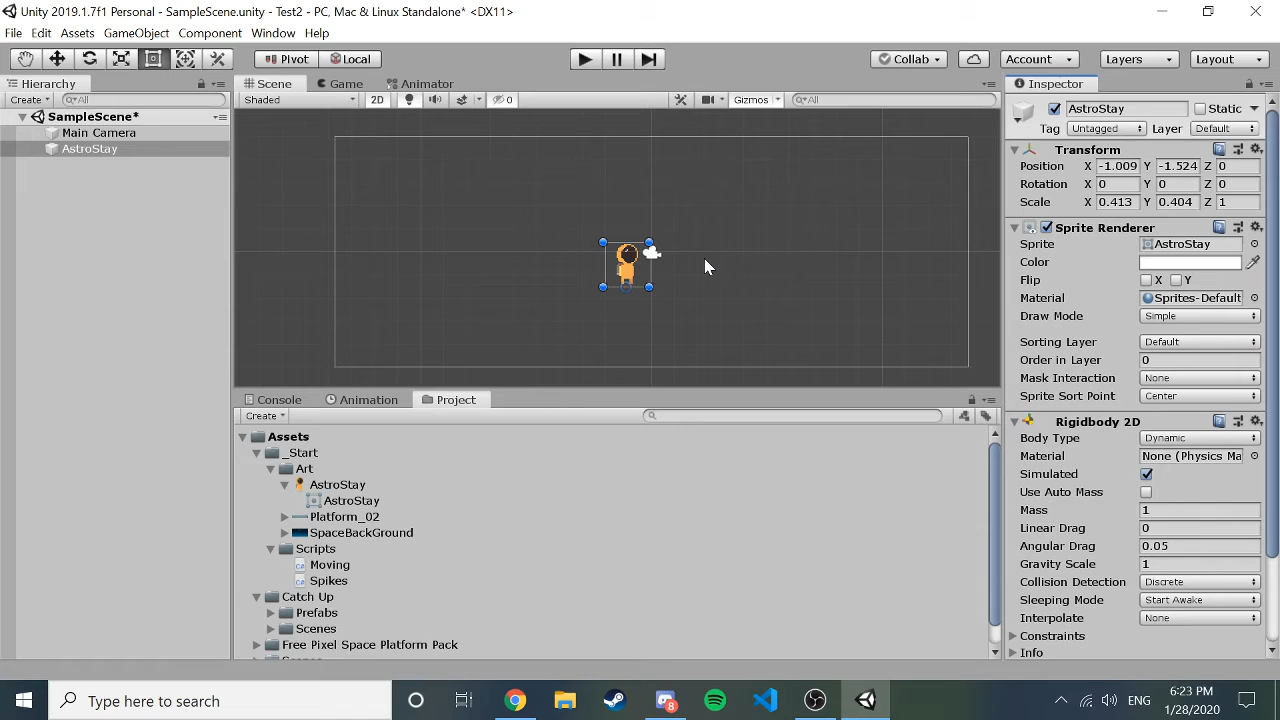 Unity 2019.1.7f1 Personal - SampleScene.unity - Test2 - PC, Mac & Linux Standalone* <DX11>
File Edit Assets GameObject Component Window Help
Pivot Local Collab Account Layers Layout
Hierarchy
Create All
SampleScene*
Main Camera
AstroStay
Scene Game Animator
Shaded 2D 0 Gizmos All
Console Animation Project
Create
Assets
_Start
Art
AstroStay
AstroStay
Platform_02
SpaceBackGround
Scripts
Moving
Spikes
Catch Up
Prefabs
Scenes
Free Pixel Space Platform Pack
Inspector
AstroStay Static
Tag Untagged Layer Default
Transform
Position X -1.009 Y -1.524 Z 0
Rotation X 0 Y 0 Z 0
Scale X 0.413 Y 0.404 Z 1
Sprite Renderer
Sprite AstroStay
Color
Flip X Y
Material Sprites-Default
Draw Mode Simple
Sorting Layer Default
Order in Layer 0
Mask Interaction None
Sprite Sort Point Center
Rigidbody 2D
Body Type Dynamic
Material None (Physics Ma
Simulated
Use Auto Mass
Mass 1
Linear Drag 0
Angular Drag 0.05
Gravity Scale 1
Collision Detection Discrete
Sleeping Mode Start Awake
Interpolate None
Constraints
Info
Type here to search
8
ENG
6:23 PM
1/28/2020